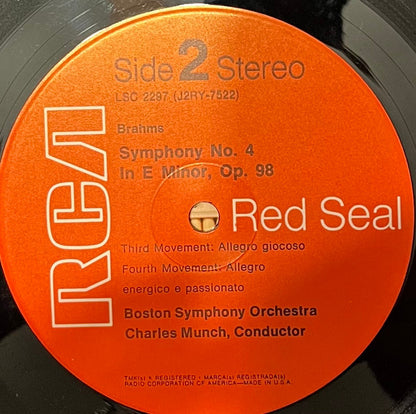 Side 2 Stereo
LSC 2297 (J2RY-7522)
Brahms
Symphony No. 4
In E Minor, Op. 98
RCA
Red Seal
Third Movement: Allegro giocoso
Fourth Movement: Allegro
energico e passionato
Boston Symphony Orchestra
Charles Munch, Conductor
TMK(s) ® REGISTERED • MARCA(s) REGISTRADA(s)
RADIO CORPORATION OF AMERICA—MADE IN U.S.A.